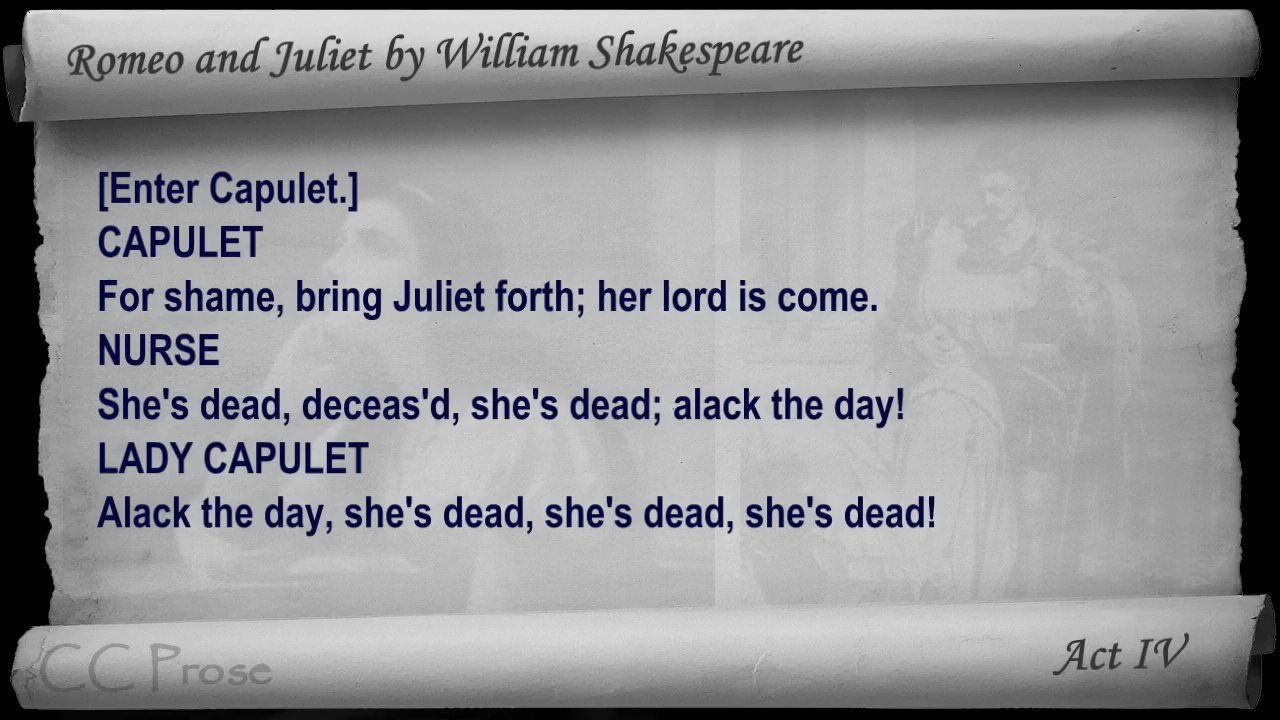 Romeo and Juliet by William Shakespeare
[Enter Capulet.]
CAPULET
For shame, bring Juliet forth; her lord is come.
NURSE
She's dead, deceas'd, she's dead; alack the day!
LADY CAPULET
Alack the day, she's dead, she's dead, she's dead!
CC Prose
Act IV